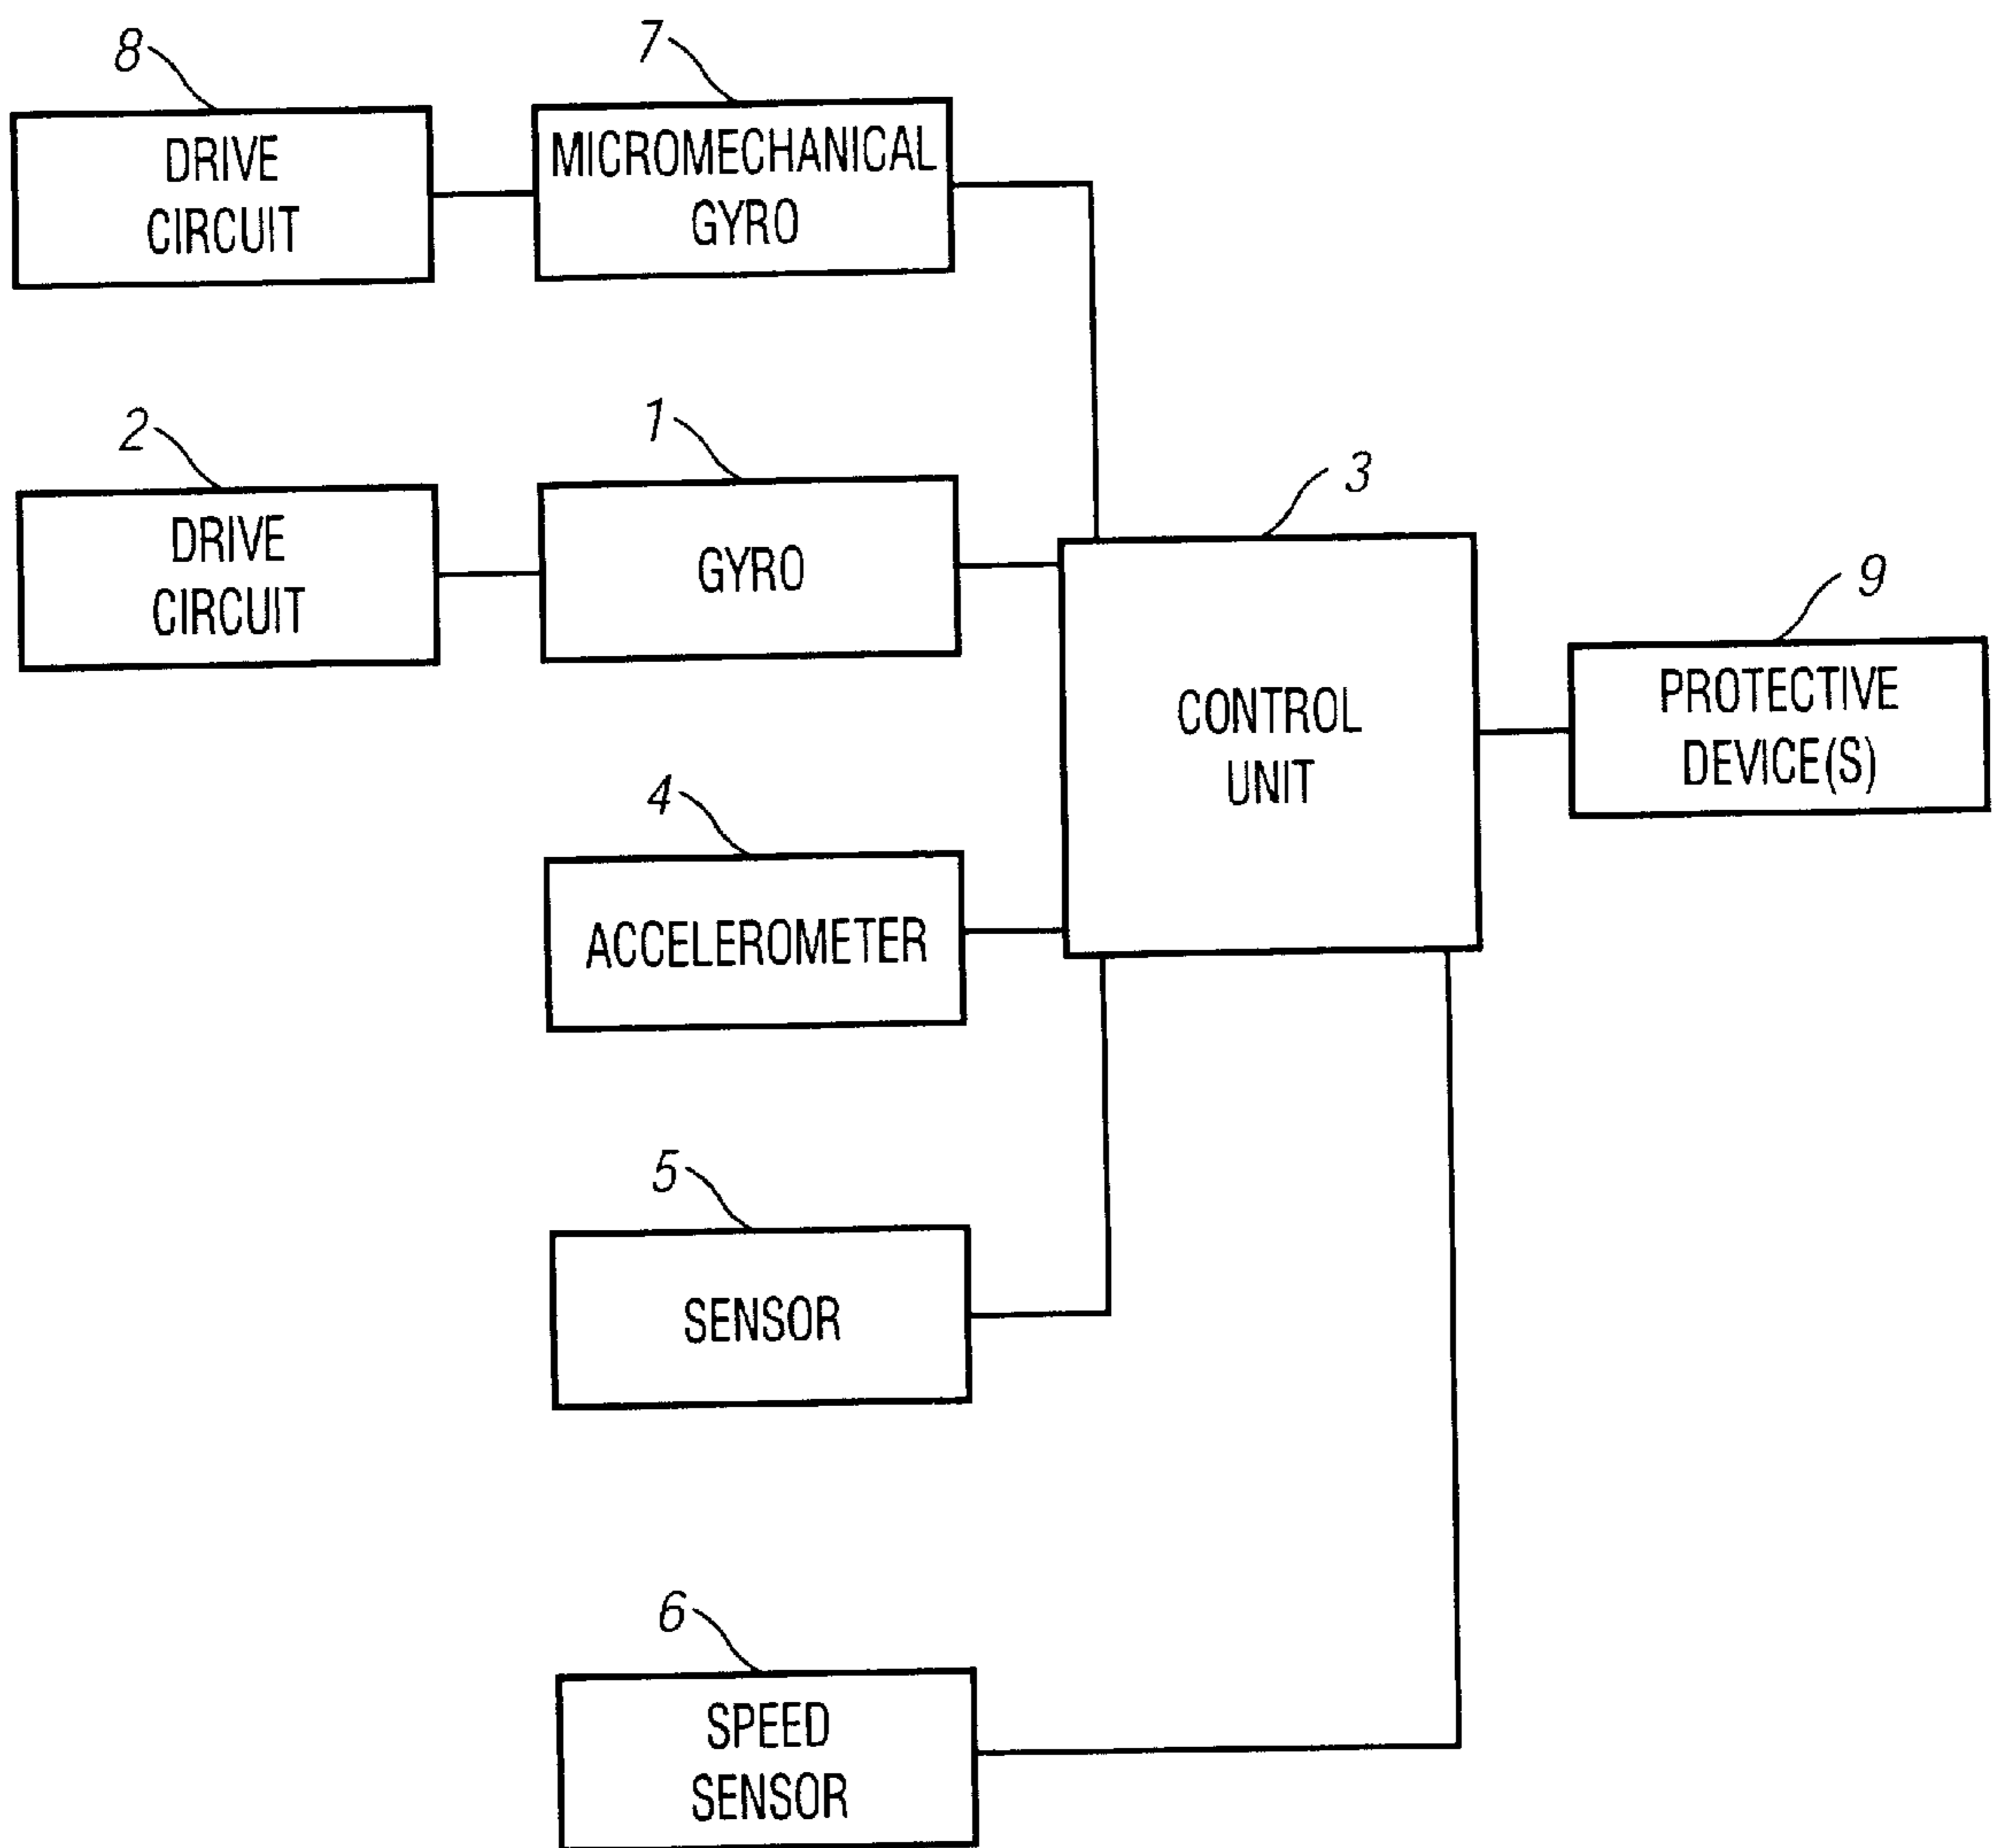 8
7
DRIVE
CIRCUIT
MICROMECHANICAL
GYRO
2
1
3
DRIVE
CIRCUIT
GYRO
9
CONTROL
UNIT
PROTECTIVE
DEVICE(S)
4
ACCELEROMETER
5
SENSOR
6
SPEED
SENSOR